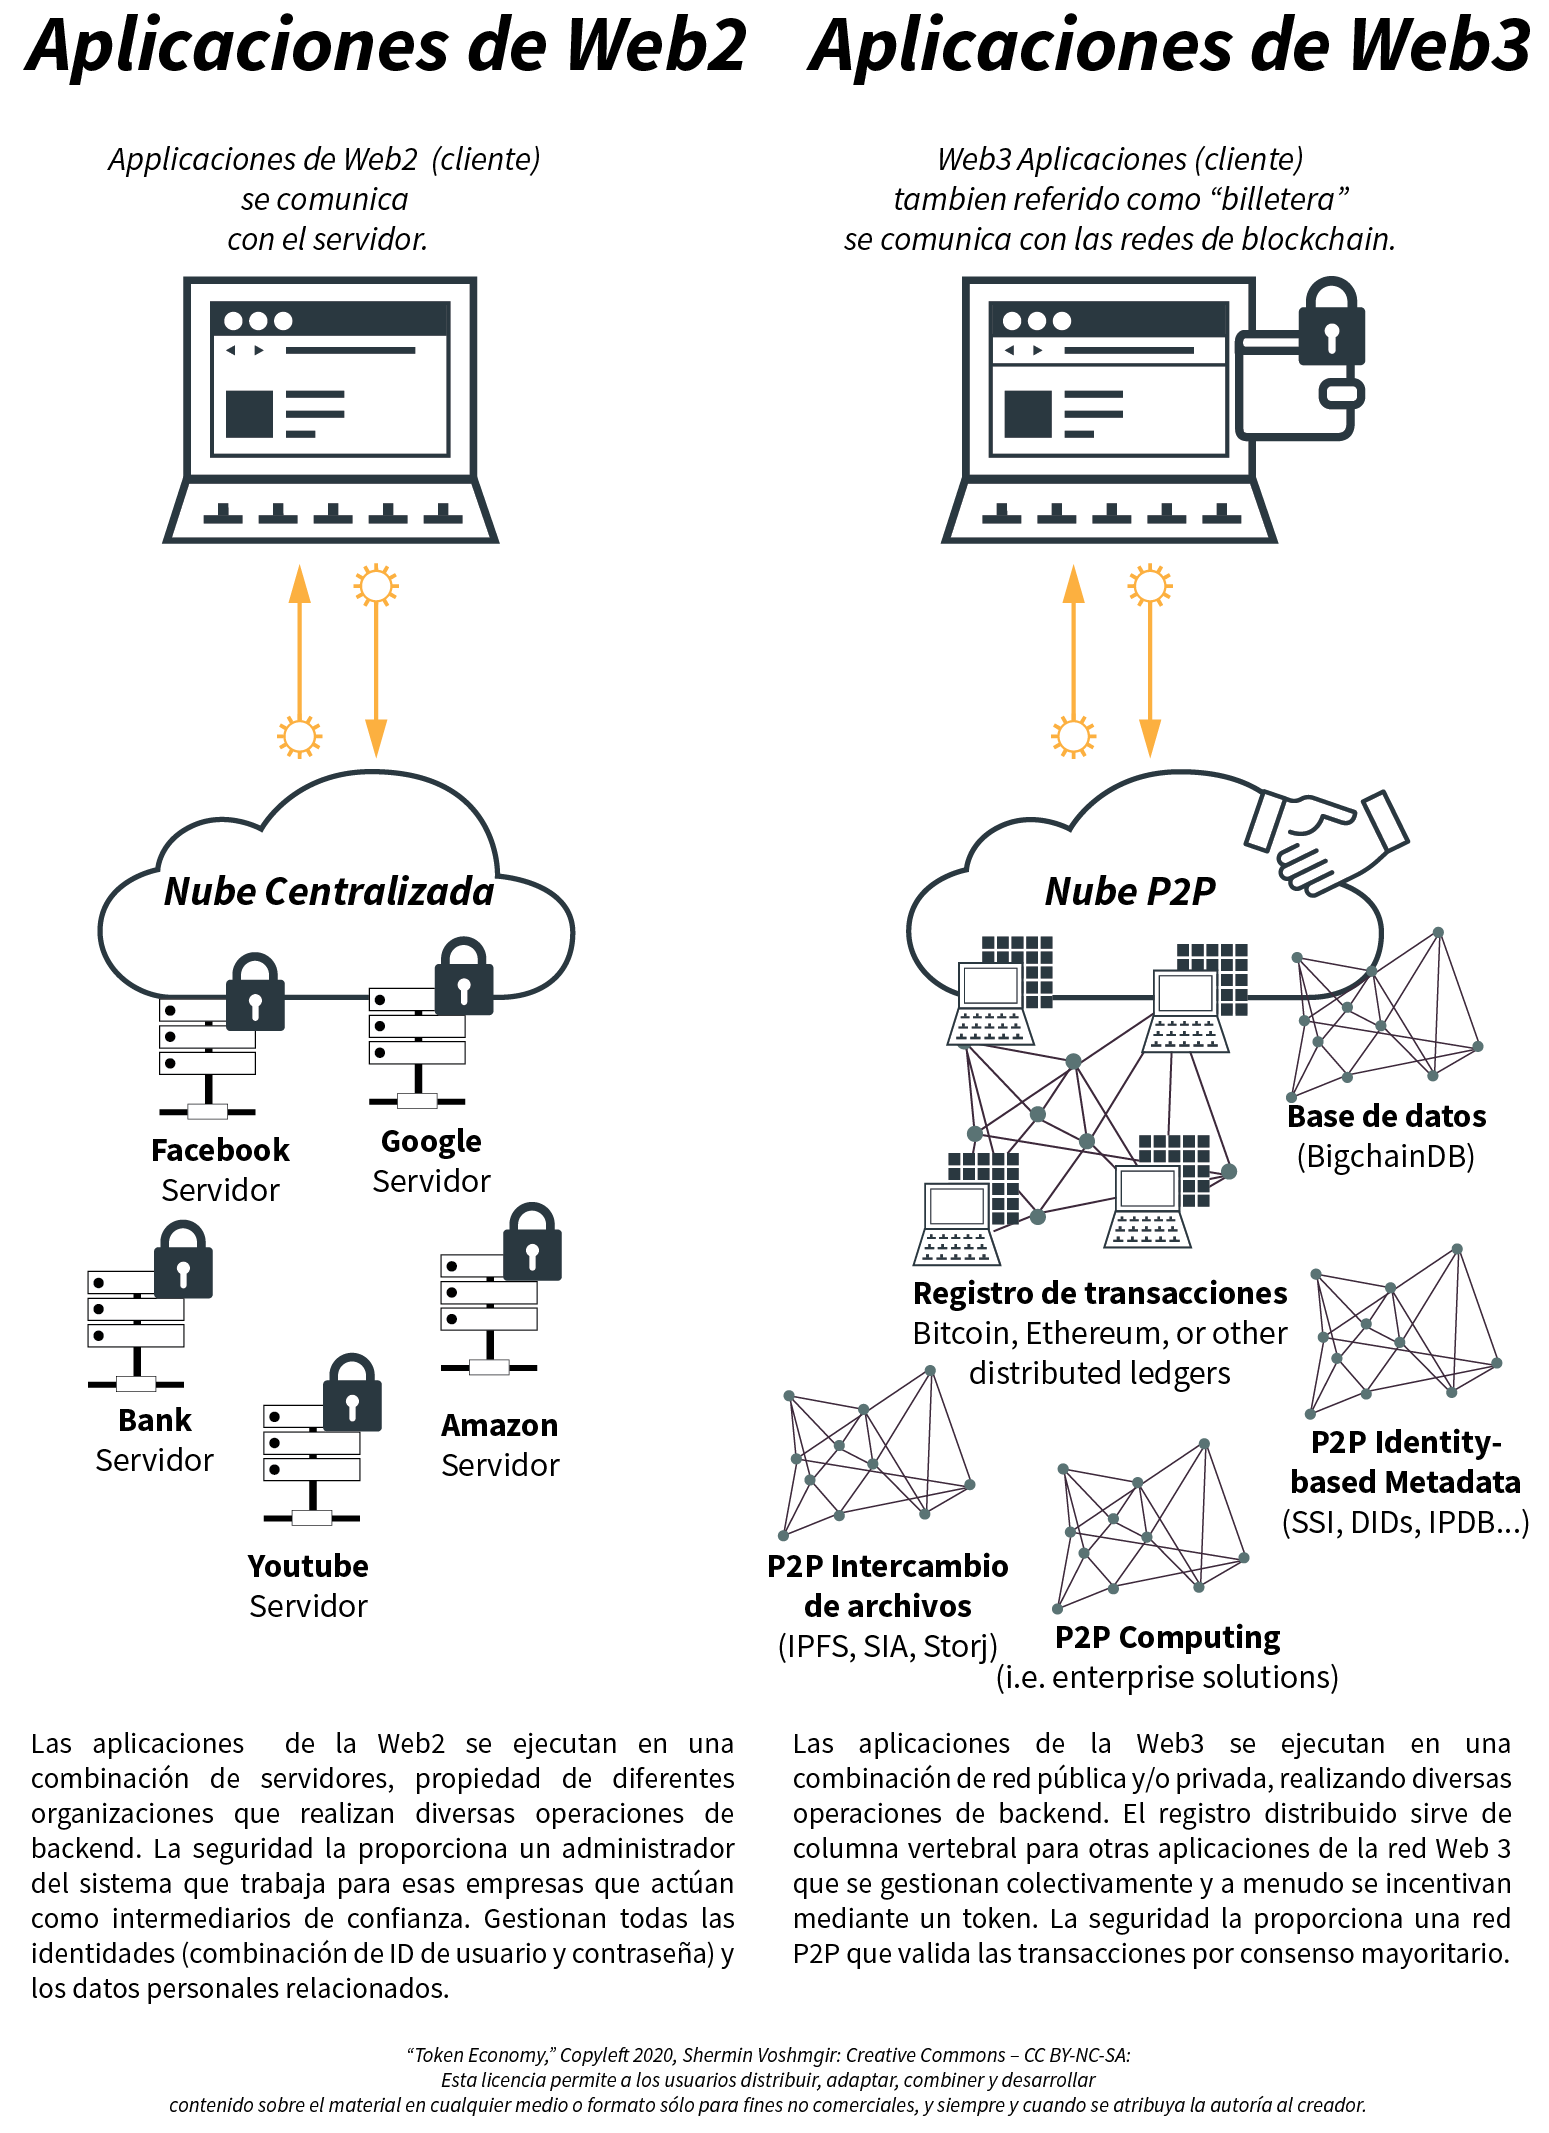 Aplicaciones de Web2
Applicaciones de Web2 (cliente)
se comunica
con el servidor.
Nube Centralizada
Facebook
Servidor
Google
Servidor
Bank
Servidor
Amazon
Servidor
Youtube
Servidor
Las aplicaciones de la Web2 se ejecutan en una
combinación de servidores, propiedad de diferentes
organizaciones que realizan diversas operaciones de
backend. La seguridad la proporciona un administrador
del sistema que trabaja para esas empresas que actúan
como intermediarios de confianza. Gestionan todas las
identidades (combinación de ID de usuario y contraseña) y
los datos personales relacionados.
Aplicaciones de Web3
Web3 Aplicaciones (cliente)
tambien referido como “billetera”
se comunica con las redes de blockchain.
Nube P2P
Base de datos
(BigchainDB)
Registro de transacciones
Bitcoin, Ethereum, or other
distributed ledgers
P2P Identity-
based Metadata
(SSI, DIDs, IPDB...)
P2P Intercambio
de archivos
(IPFS, SIA, Storj)
P2P Computing
(i.e. enterprise solutions)
Las aplicaciones de la Web3 se ejecutan en una
combinación de red pública y/o privada, realizando diversas
operaciones de backend. El registro distribuido sirve de
columna vertebral para otras aplicaciones de la red Web 3
que se gestionan colectivamente y a menudo se incentivan
mediante un token. La seguridad la proporciona una red
P2P que valida las transacciones por consenso mayoritario.
“Token Economy,” Copyleft 2020, Shermin Voshmgir: Creative Commons – CC BY-NC-SA:
Esta licencia permite a los usuarios distribuir, adaptar, combiner y desarrollar
contenido sobre el material en cualquier medio o formato sólo para fines no comerciales, y siempre y cuando se atribuya la autoría al creador.